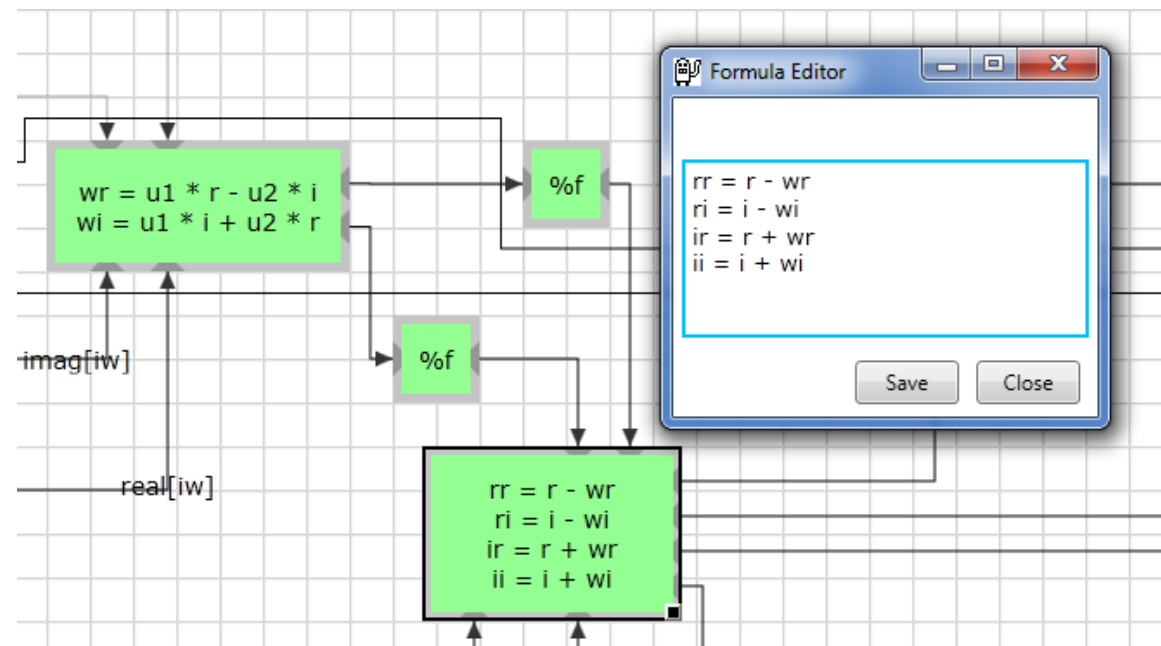 Formula Editor
rr = r - wr
ri = i - wi
ir = r + wr
ii = i + wi
Save
Close
wr = u1 * r - u2 * i
wi = u1 * i + u2 * r
%f
%f
imag[iw]
real[iw]
rr = r - wr
ri = i - wi
ir = r + wr
ii = i + wi